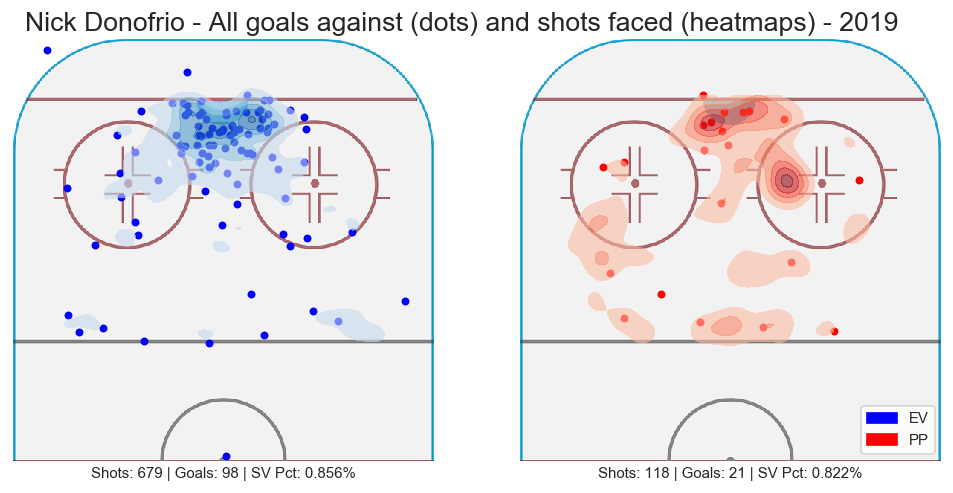 Nick Donofrio - All goals against (dots) and shots faced (heatmaps) - 2019
EV
PP
Shots: 679 | Goals: 98 | SV Pct: 0.856%
Shots: 118 | Goals: 21 | SV Pct: 0.822%